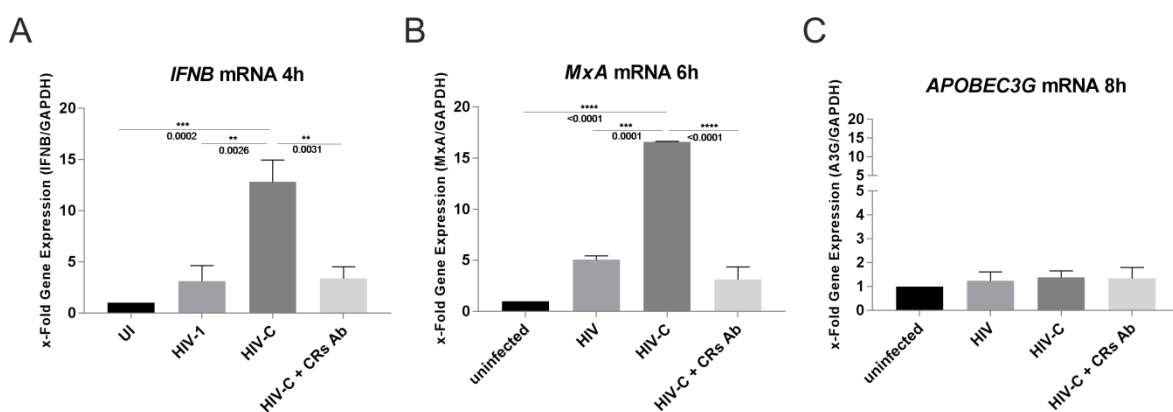 A
IFNB mRNA 4h
x-Fold Gene Expression (IFNB/GAPDH)
20
15
10
5
0
***
0.0002
**
0.0026
**
0.0031
UI
HIV-1
HIV-C
HIV-C + CRs Ab
B
MxA mRNA 6h
x-Fold Gene Expression (MxA/GAPDH)
20
15
10
5
0
****
<0.0001
***
0.0001
****
<0.0001
uninfected
HIV
HIV-C
HIV-C + CRs Ab
C
APOBEC3G mRNA 8h
x-Fold Gene Expression (A3G/GAPDH)
20
15
10
5
5
4
3
2
1
0
uninfected
HIV
HIV-C
HIV-C + CRs Ab